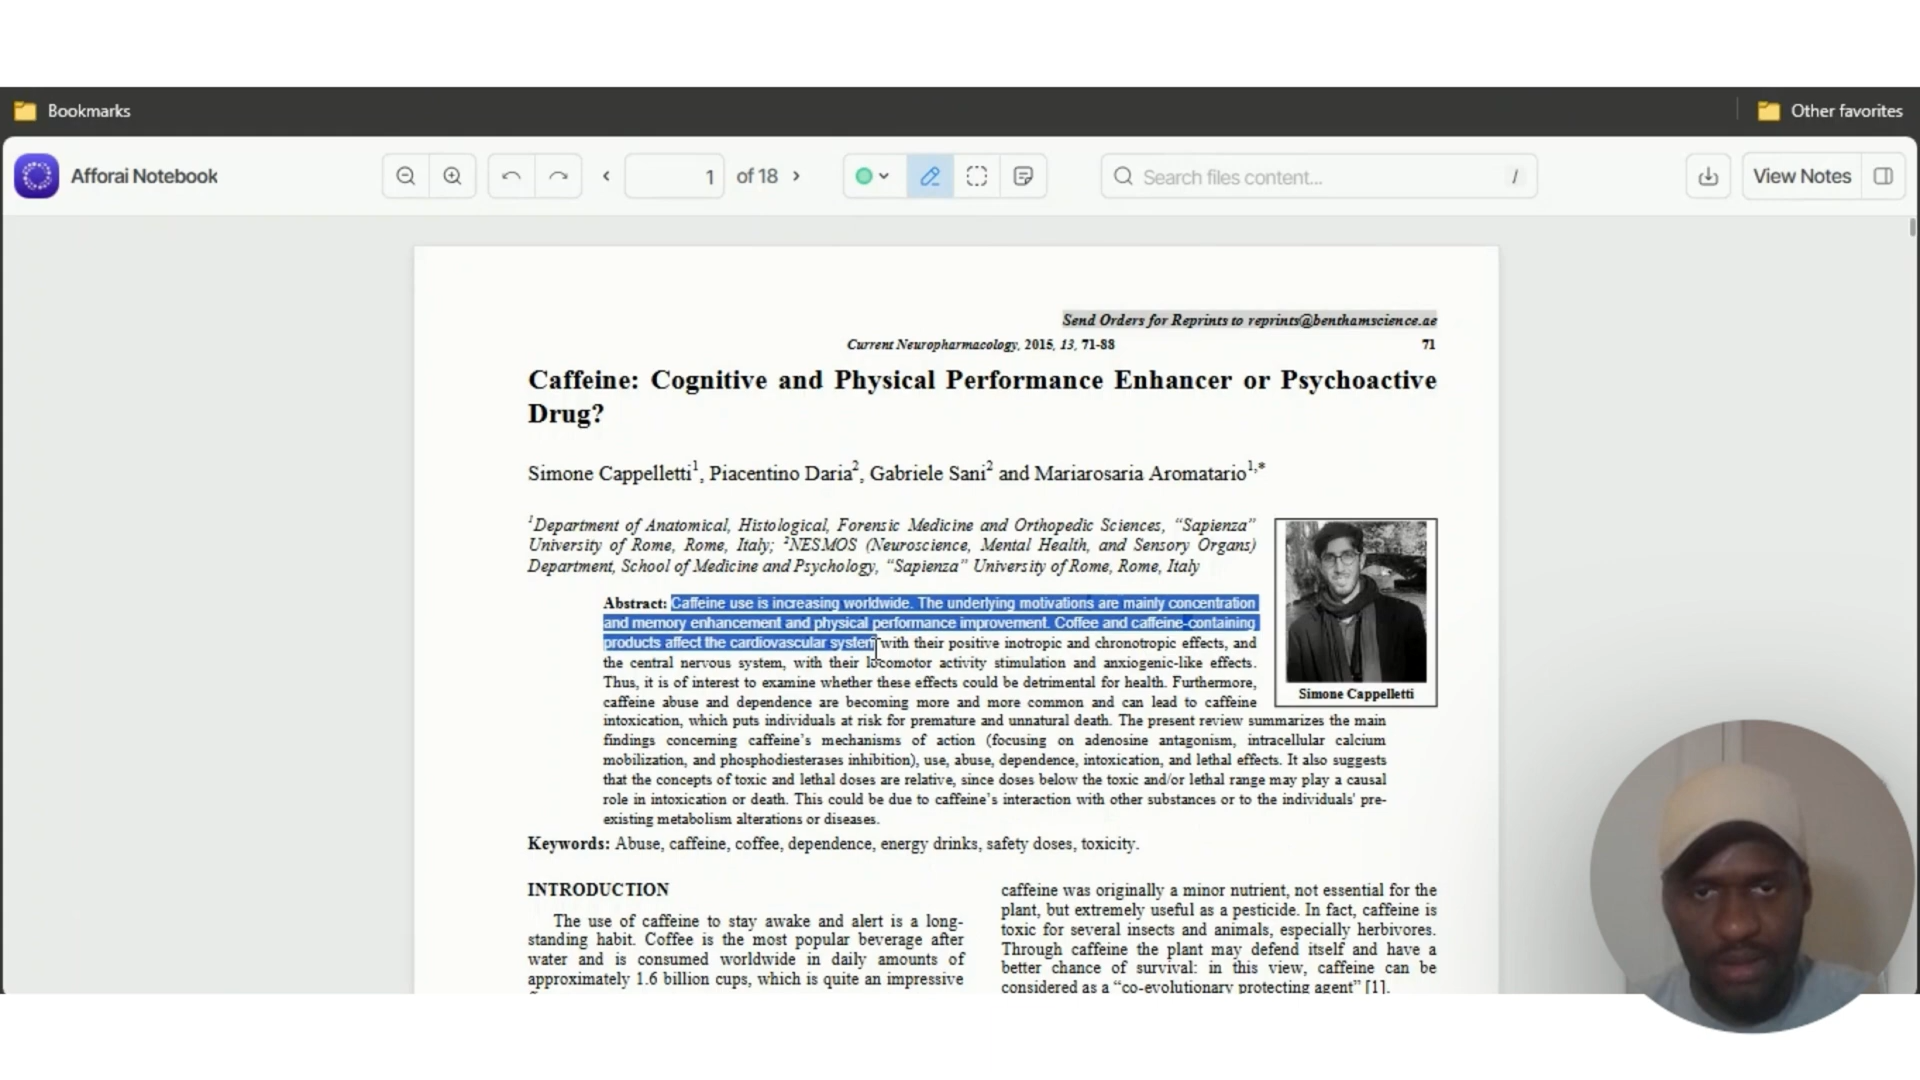 Bookmarks
Other favorites
Afforai Notebook
1 of 18
Search files content...
/
View Notes
Send Orders for Reprints to reprints@benthamscience.ae
Current Neuropharmacology, 2015, 13, 71-88
71
Caffeine: Cognitive and Physical Performance Enhancer or Psychoactive
Drug?
Simone Cappelletti1, Piacentino Daria2, Gabriele Sani2 and Mariarosaria Aromatario1,*
1Department of Anatomical, Histological, Forensic Medicine and Orthopedic Sciences, “Sapienza”
University of Rome, Rome, Italy; 2NESMOS (Neuroscience, Mental Health, and Sensory Organs)
Department, School of Medicine and Psychology, “Sapienza” University of Rome, Rome, Italy
Abstract: Caffeine use is increasing worldwide. The underlying motivations are mainly concentration
and memory enhancement and physical performance improvement. Coffee and caffeine-containing
products affect the cardiovascular system with their positive inotropic and chronotropic effects, and
the central nervous system, with their locomotor activity stimulation and anxiogenic-like effects.
Thus, it is of interest to examine whether these effects could be detrimental for health. Furthermore,
caffeine abuse and dependence are becoming more and more common and can lead to caffeine
intoxication, which puts individuals at risk for premature and unnatural death. The present review summarizes the main
findings concerning caffeine’s mechanisms of action (focusing on adenosine antagonism, intracellular calcium
mobilization, and phosphodiesterases inhibition), use, abuse, dependence, intoxication, and lethal effects. It also suggests
that the concepts of toxic and lethal doses are relative, since doses below the toxic and/or lethal range may play a causal
role in intoxication or death. This could be due to caffeine’s interaction with other substances or to the individuals' pre-
existing metabolism alterations or diseases.
Simone Cappelletti
Keywords: Abuse, caffeine, coffee, dependence, energy drinks, safety doses, toxicity.
INTRODUCTION
The use of caffeine to stay awake and alert is a long-
standing habit. Coffee is the most popular beverage after
water and is consumed worldwide in daily amounts of
approximately 1.6 billion cups, which is quite an impressive
caffeine was originally a minor nutrient, not essential for the
plant, but extremely useful as a pesticide. In fact, caffeine is
toxic for several insects and animals, especially herbivores.
Through caffeine the plant may defend itself and have a
better chance of survival: in this view, caffeine can be
considered as a “co-evolutionary protecting agent” [1].